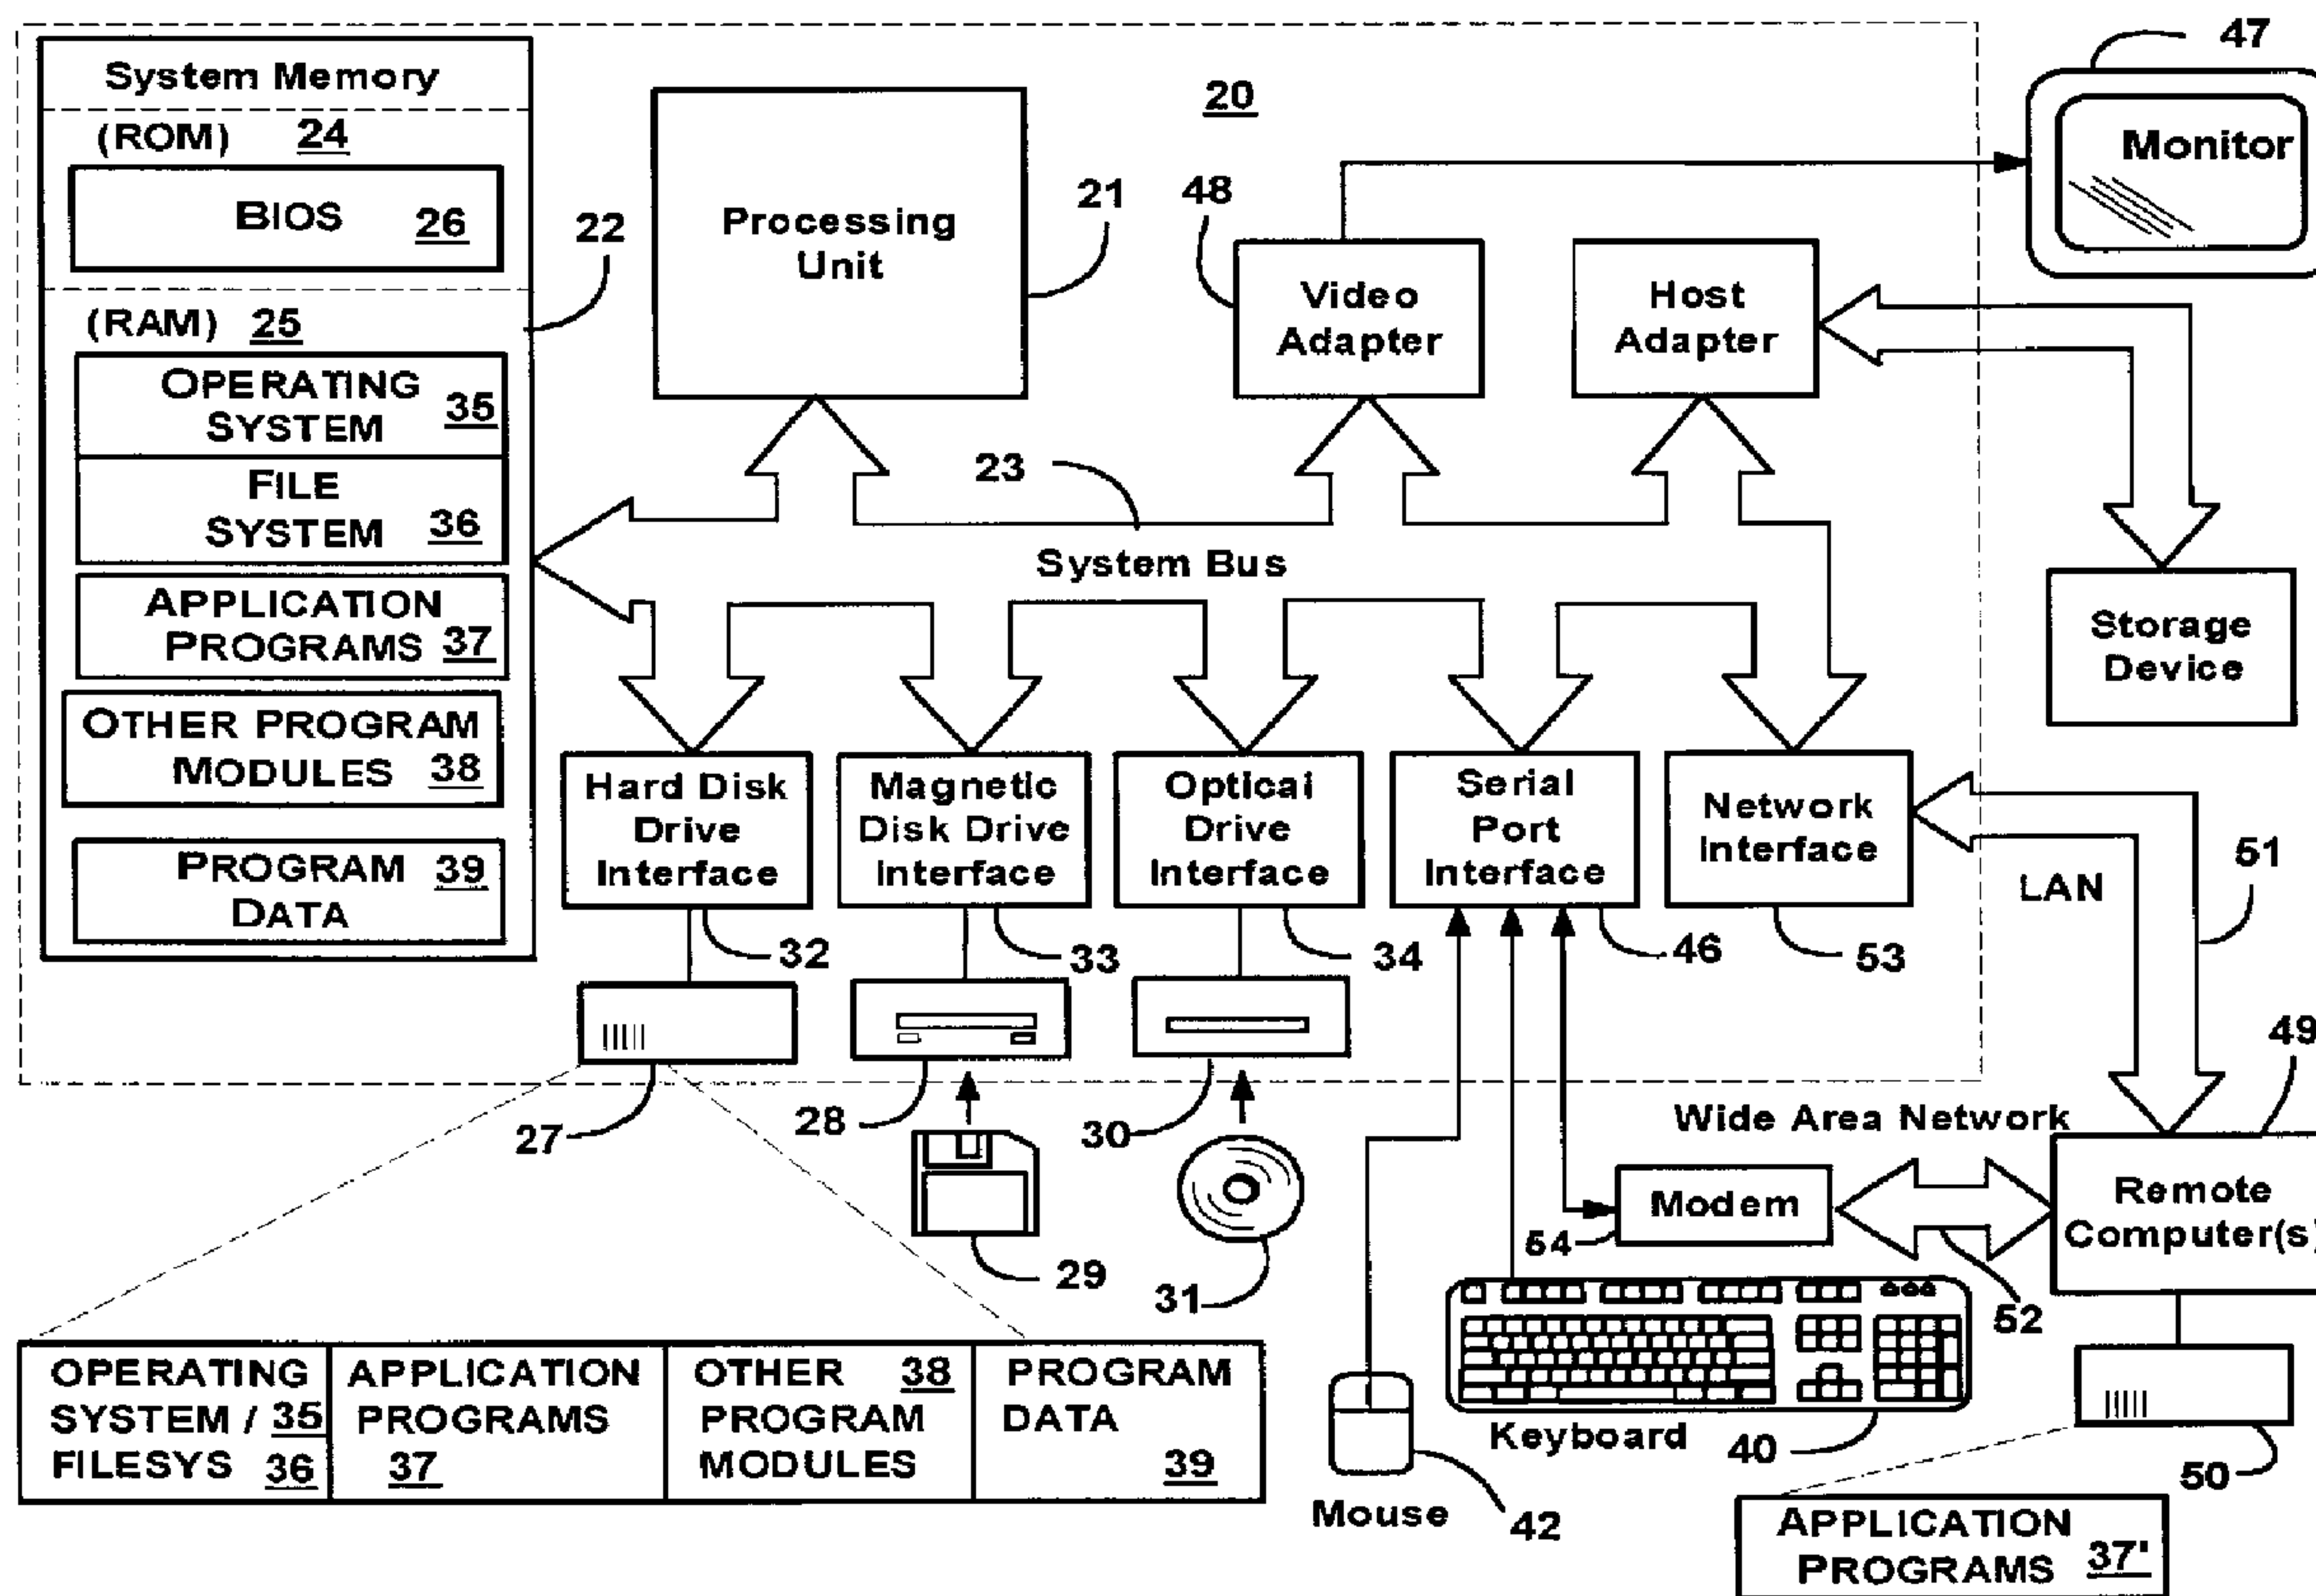 System Memory
(ROM) 24
BIOS 26
22
(RAM) 25
OPERATING
SYSTEM 35
FILE
SYSTEM 36
APPLICATION
PROGRAMS 37
OTHER PROGRAM
MODULES 38
PROGRAM 39
DATA
Processing
Unit
21
20
48
Video
Adapter
Host
Adapter
47
Monitor
23
System Bus
Storage
Device
Hard Disk
Drive
Interface
32
Magnetic
Disk Drive
Interface
33
Optical
Drive
Interface
34
Serial
Port
Interface
46
Network
Interface
53
LAN
51
27
28
29
30
31
49
Wide Area Network
Modem
54
52
Remote
Computer(s)
OPERATING
SYSTEM / 35
FILESYS 36
APPLICATION
PROGRAMS
37
OTHER 38
PROGRAM
MODULES
PROGRAM
DATA
39
Mouse
42
Keyboard
40
50
APPLICATION
PROGRAMS 37'